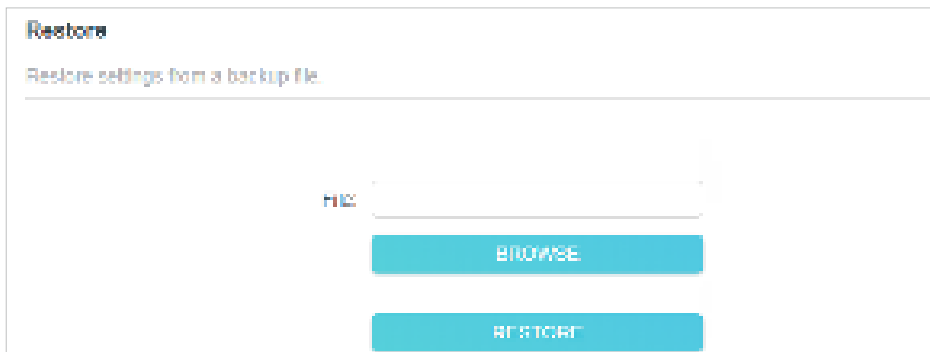 Restore
Restore settings from a backup file.
File:
BROWSE
RESTORE